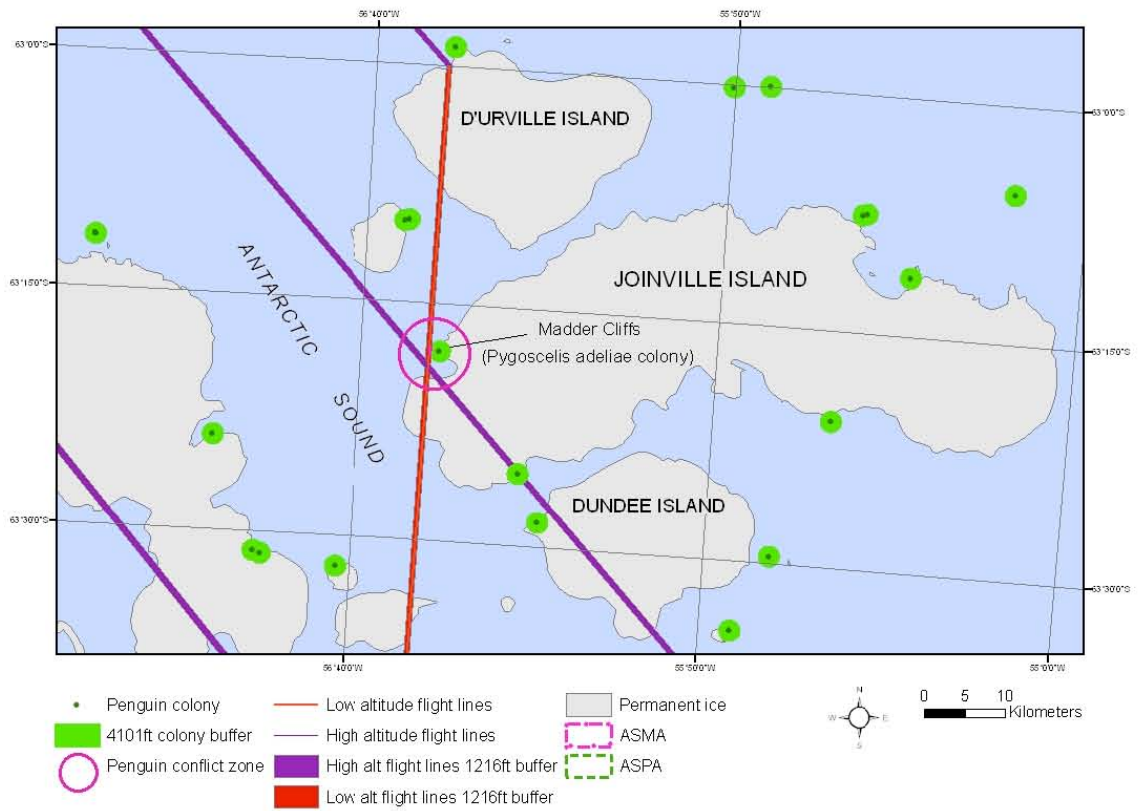 56°40'0"W
55°50'0"W
63°0'0"S
D'URVILLE ISLAND
63°0'0"S
ANTARCTIC
SOUND
JOINVILLE ISLAND
63°15'0"S
Madder Cliffs
(Pygoscelis adeliae colony)
63°15'0"S
DUNDEE ISLAND
63°30'0"S
63°30'0"S
56°40'0"W
55°50'0"W
55°0'0"W
Penguin colony
4101ft colony buffer
Penguin conflict zone
Low altitude flight lines
High altitude flight lines
High alt flight lines 1216ft buffer
Low alt flight lines 1216ft buffer
Permanent ice
ASMA
ASPA
N
W
E
S
0 5 10
Kilometers